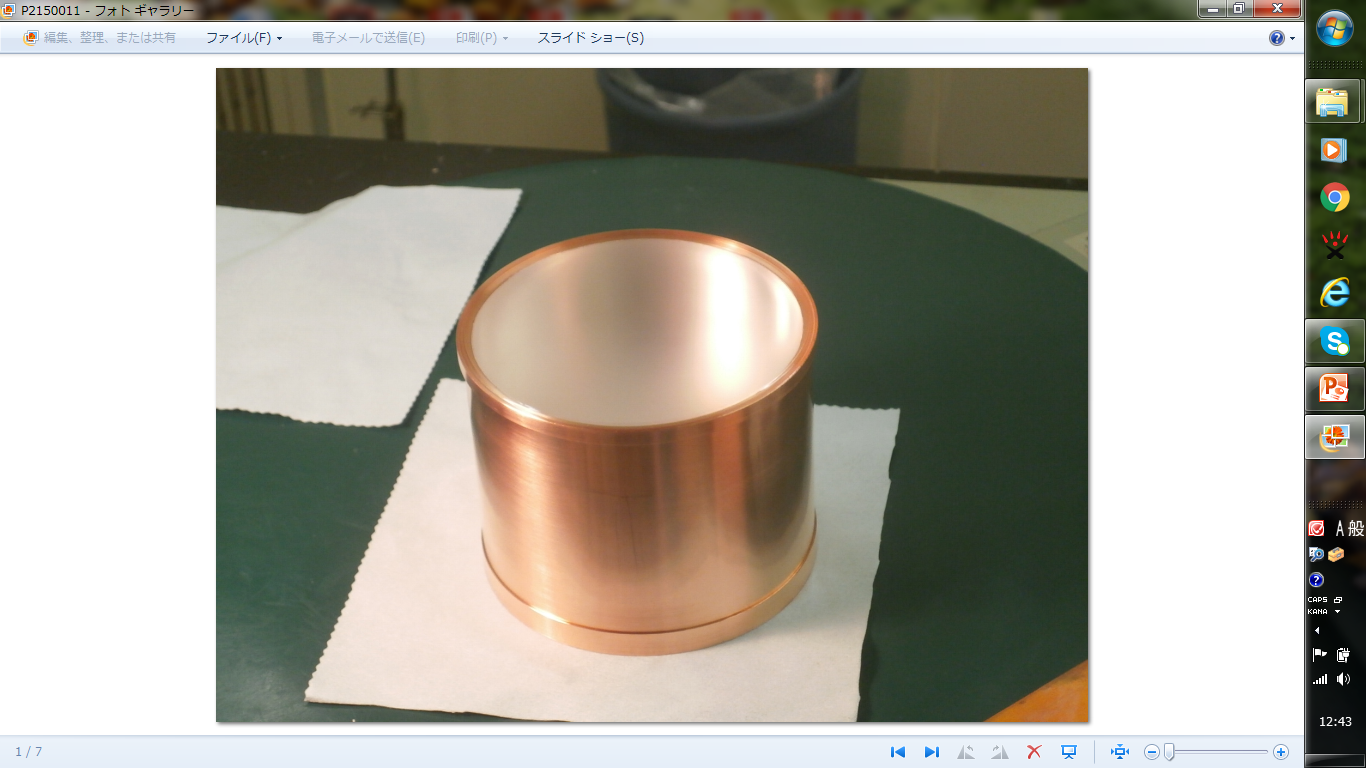 P2150011 - フォト ギャラリー
編集、整理、または共有 ファイル(F) 電子メールで送信(E) 印刷(P) スライド ショー(S)
A 般
CAPS
KANA
12:43
1 / 7